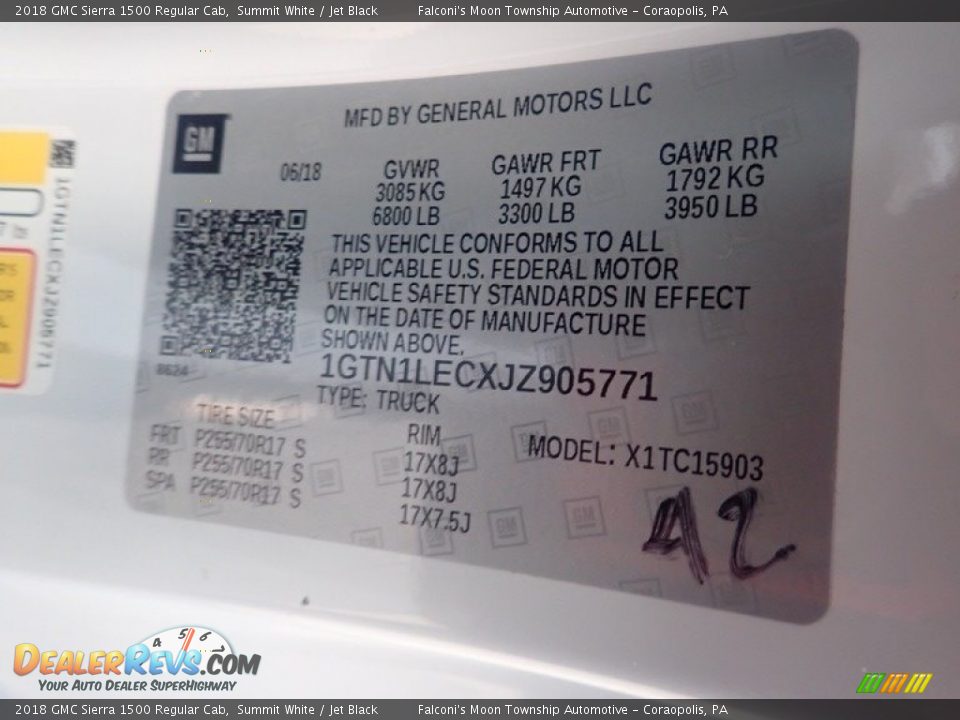 2018 GMC Sierra 1500 Regular Cab, Summit White / Jet Black Falconi's Moon Township Automotive - Coraopolis, PA
GM
MFD BY GENERAL MOTORS LLC
06/18 GVWR GAWR FRT GAWR RR
3085 KG 1497 KG 1792 KG
6800 LB 3300 LB 3950 LB
THIS VEHICLE CONFORMS TO ALL
APPLICABLE U.S. FEDERAL MOTOR
VEHICLE SAFETY STANDARDS IN EFFECT
ON THE DATE OF MANUFACTURE
SHOWN ABOVE.
1GTN1LECXJZ905771
8624
TYPE: TRUCK
TIRE SIZE RIM
FRT P255/70R17 S 17X8J
RR P255/70R17 S 17X8J
SPA P255/70R17 S 17X7.5J
MODEL: X1TC15903
A2
1GTN1LECXJZ905771
4 5 6
DealerRevs.com
Your Auto Dealer SuperHighway
2018 GMC Sierra 1500 Regular Cab, Summit White / Jet Black Falconi's Moon Township Automotive - Coraopolis, PA